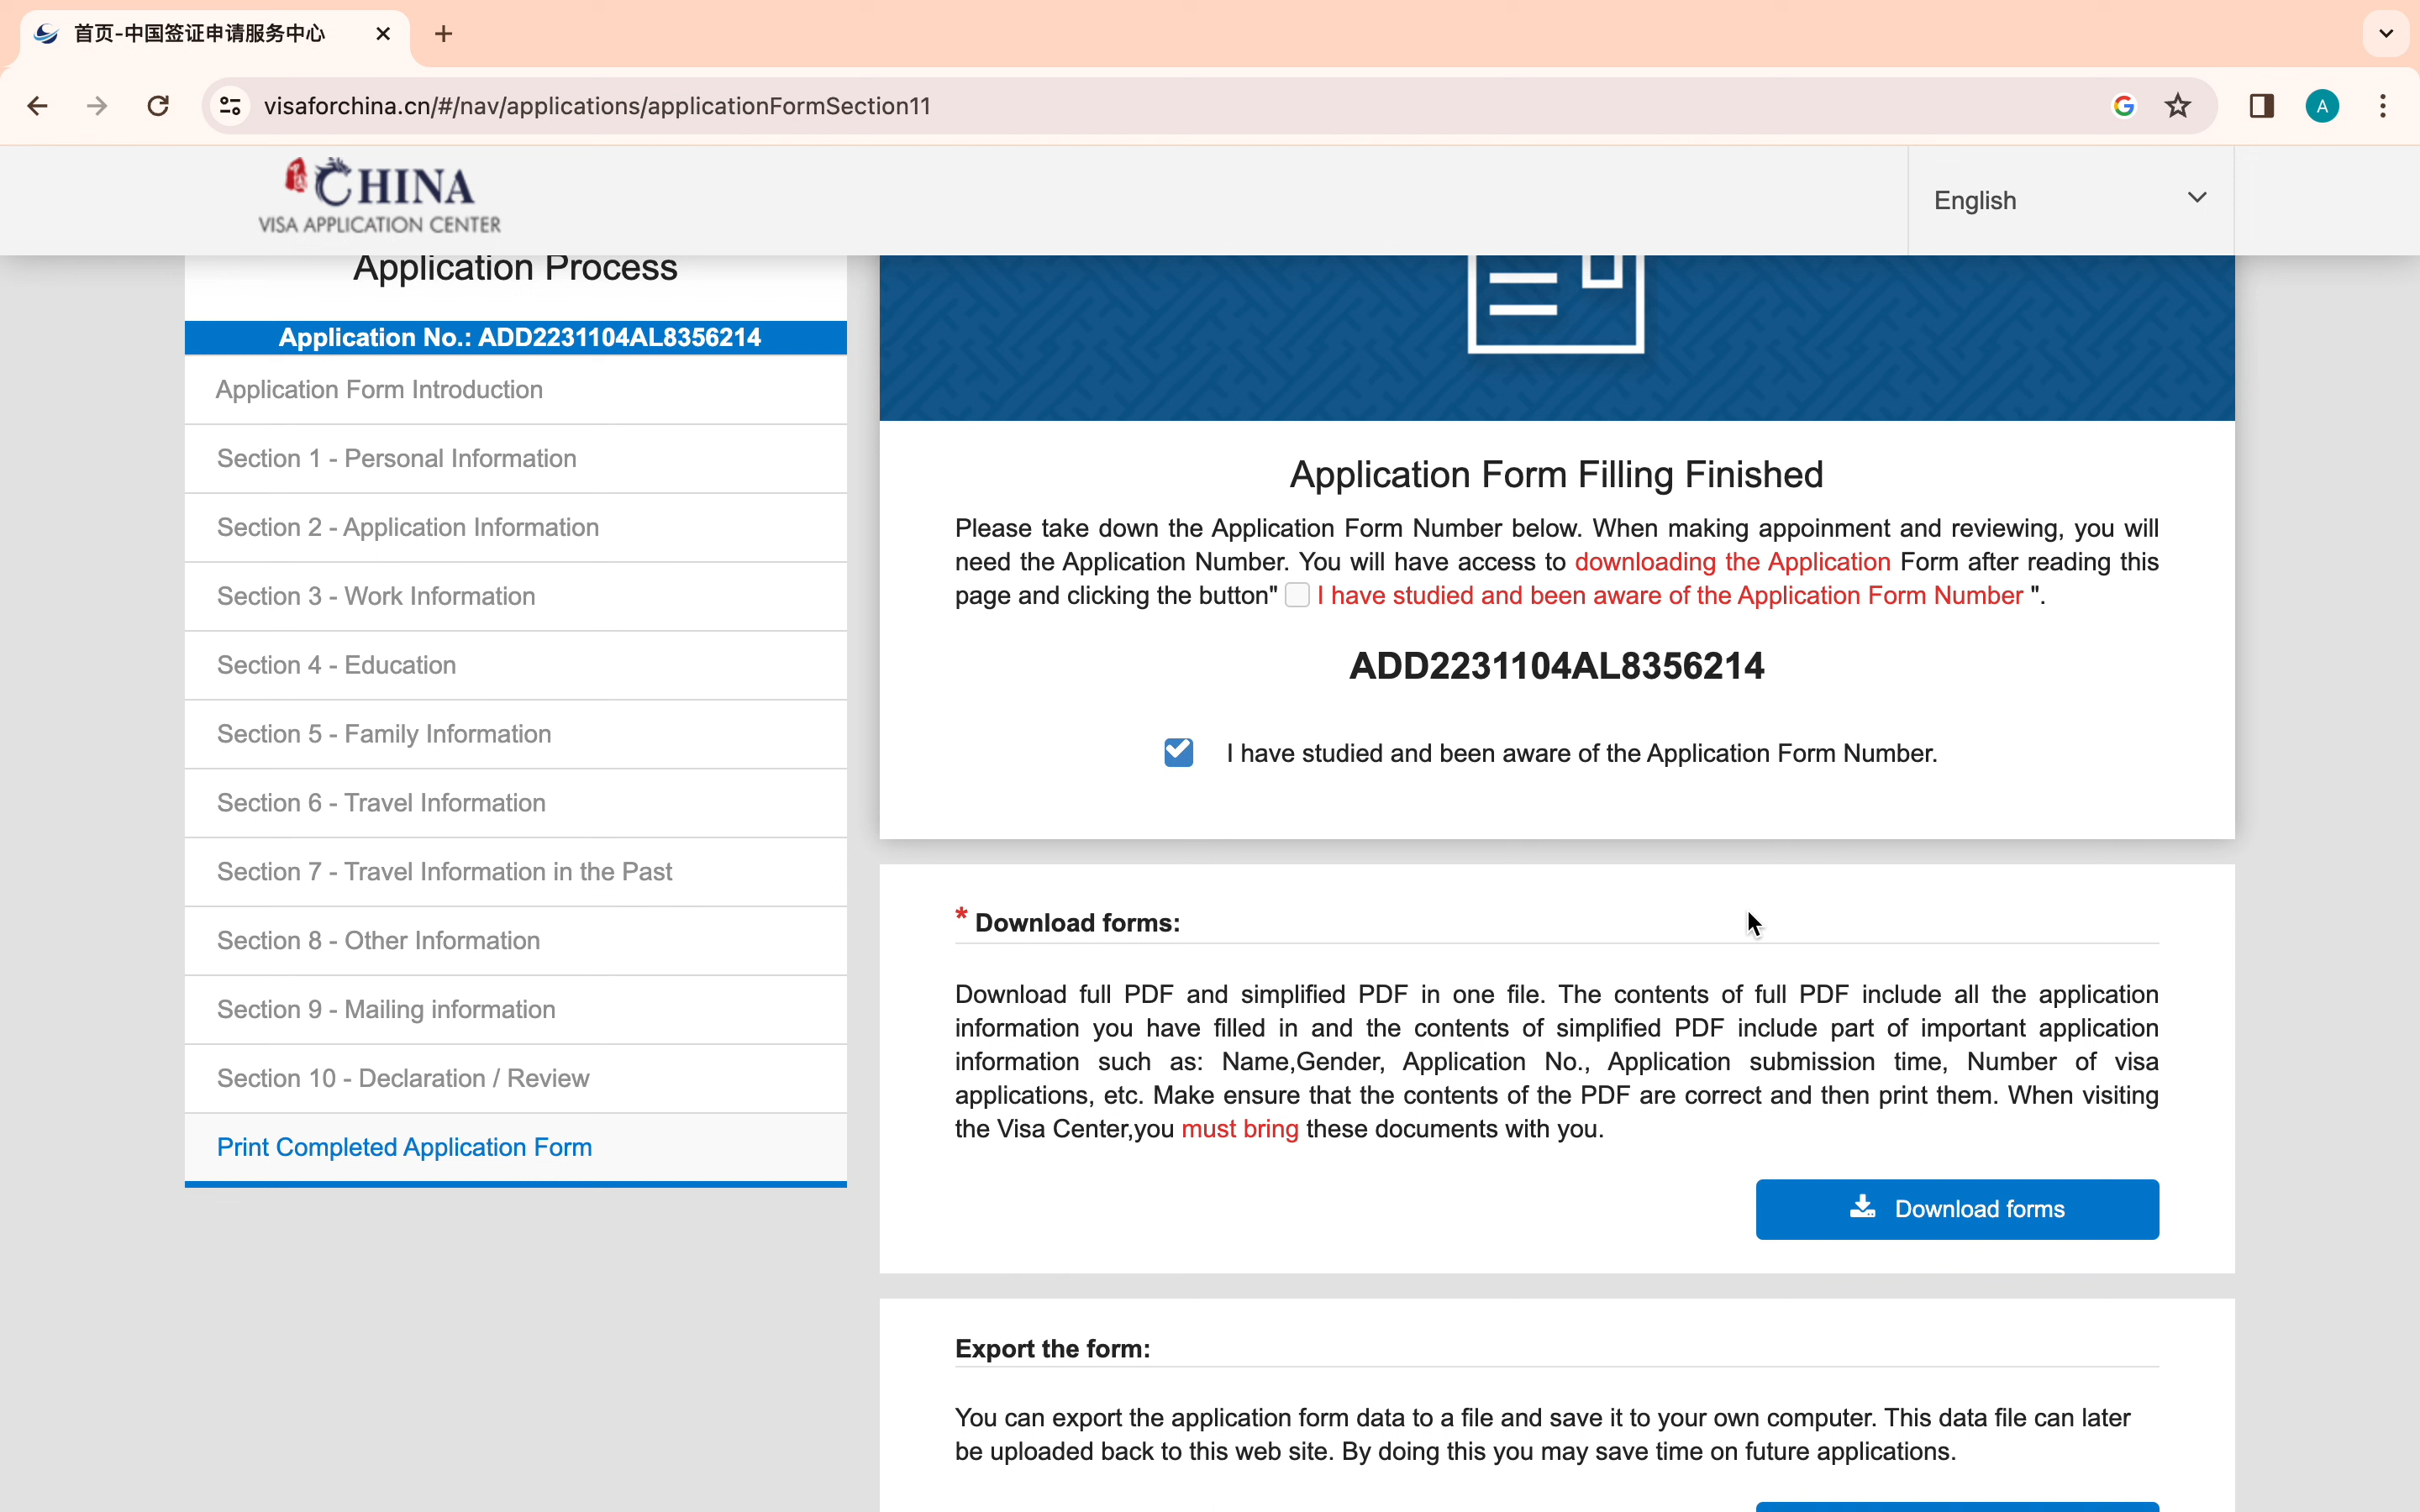 首页-中国签证申请服务中心
visaforchina.cn/#/nav/applications/applicationFormSection11
A
CHINA
VISA APPLICATION CENTER
English
Application Process
Application No.: ADD2231104AL8356214
Application Form Introduction
Section 1 - Personal Information
Section 2 - Application Information
Section 3 - Work Information
Section 4 - Education
Section 5 - Family Information
Section 6 - Travel Information
Section 7 - Travel Information in the Past
Section 8 - Other Information
Section 9 - Mailing information
Section 10 - Declaration / Review
Print Completed Application Form
Application Form Filling Finished
Please take down the Application Form Number below. When making appoinment and reviewing, you will
need the Application Number. You will have access to downloading the Application Form after reading this
page and clicking the button" I have studied and been aware of the Application Form Number ".
ADD2231104AL8356214
I have studied and been aware of the Application Form Number.
* Download forms:
Download full PDF and simplified PDF in one file. The contents of full PDF include all the application
information you have filled in and the contents of simplified PDF include part of important application
information such as: Name,Gender, Application No., Application submission time, Number of visa
applications, etc. Make ensure that the contents of the PDF are correct and then print them. When visiting
the Visa Center,you must bring these documents with you.
Download forms
Export the form:
You can export the application form data to a file and save it to your own computer. This data file can later
be uploaded back to this web site. By doing this you may save time on future applications.